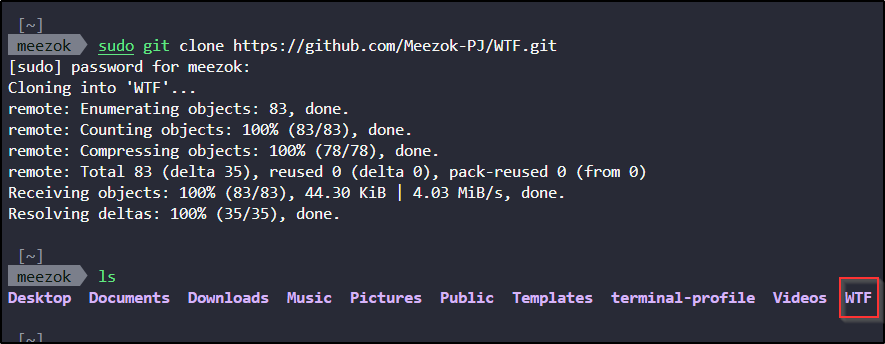 [~]
meezok sudo git clone https://github.com/Meezok-PJ/WTF.git
[sudo] password for meezok:
Cloning into 'WTF'...
remote: Enumerating objects: 83, done.
remote: Counting objects: 100% (83/83), done.
remote: Compressing objects: 100% (78/78), done.
remote: Total 83 (delta 35), reused 0 (delta 0), pack-reused 0 (from 0)
Receiving objects: 100% (83/83), 44.30 KiB | 4.03 MiB/s, done.
Resolving deltas: 100% (35/35), done.
[~]
meezok ls
Desktop Documents Downloads Music Pictures Public Templates terminal-profile Videos WTF
[~]